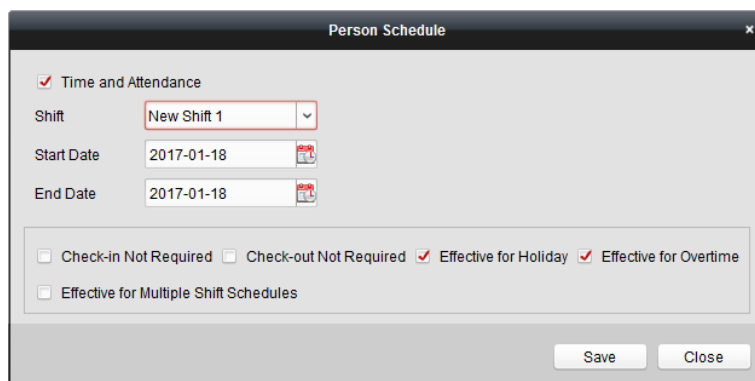 Person Schedule
Time and Attendance
Shift New Shift 1
Start Date 2017-01-18
End Date 2017-01-18
Check-in Not Required Check-out Not Required Effective for Holiday Effective for Overtime
Effective for Multiple Shift Schedules
Save Close